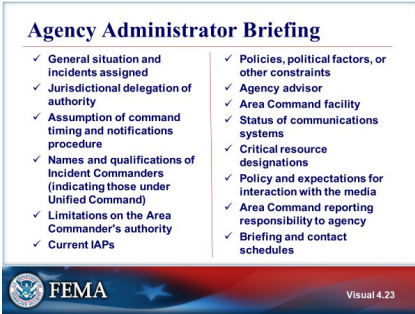 Agency Administrator Briefing
✓ General situation and
incidents assigned
✓ Jurisdictional delegation of
authority
✓ Assumption of command
timing and notifications
procedure
✓ Names and qualifications of
Incident Commanders
(indicating those under
Unified Command)
✓ Limitations on the Area
Commander's authority
✓ Current IAPs
✓ Policies, political factors, or
other constraints
✓ Agency advisor
✓ Area Command facility
✓ Status of communications
systems
✓ Critical resource
designations
✓ Policy and expectations for
interaction with the media
✓ Area Command reporting
responsibility to agency
✓ Briefing and contact
schedules
FEMA
Visual 4.23